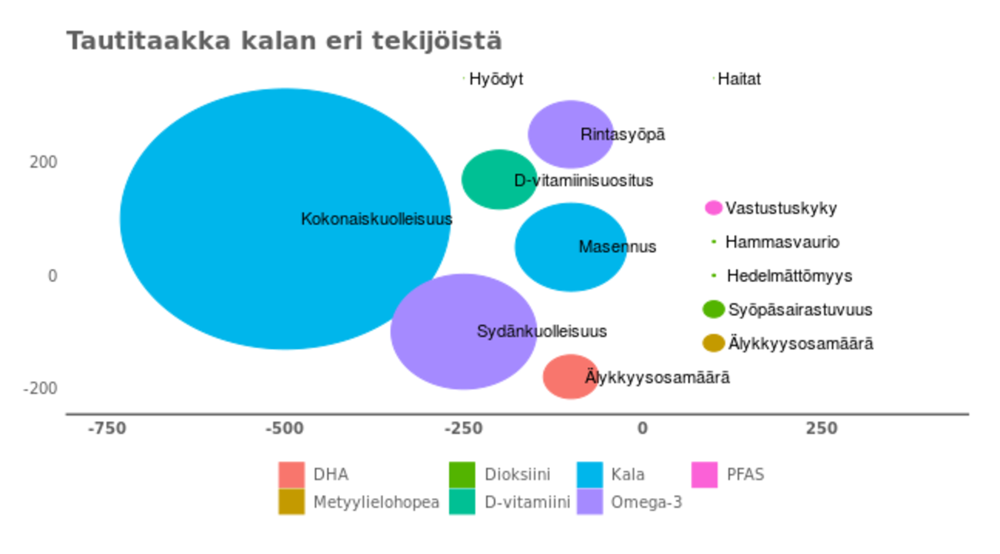 Tautitaakka kalan eri tekijöistä
Hyödyt
Haitat
Rintasyöpä
200
D-vitamiinisuositus
Vastustuskyky
Kokonaiskuolleisuus
Hammasvaurio
Masennus
0
Hedelmättömyys
Syöpäsairastuvuus
Sydänkuolleisuus
Älykkyysosamäärä
Älykkyysosamäärä
-200
-750 -500 -250 0 250
DHA Dioksiini Kala PFAS
Metyylielohopea D-vitamiini Omega-3